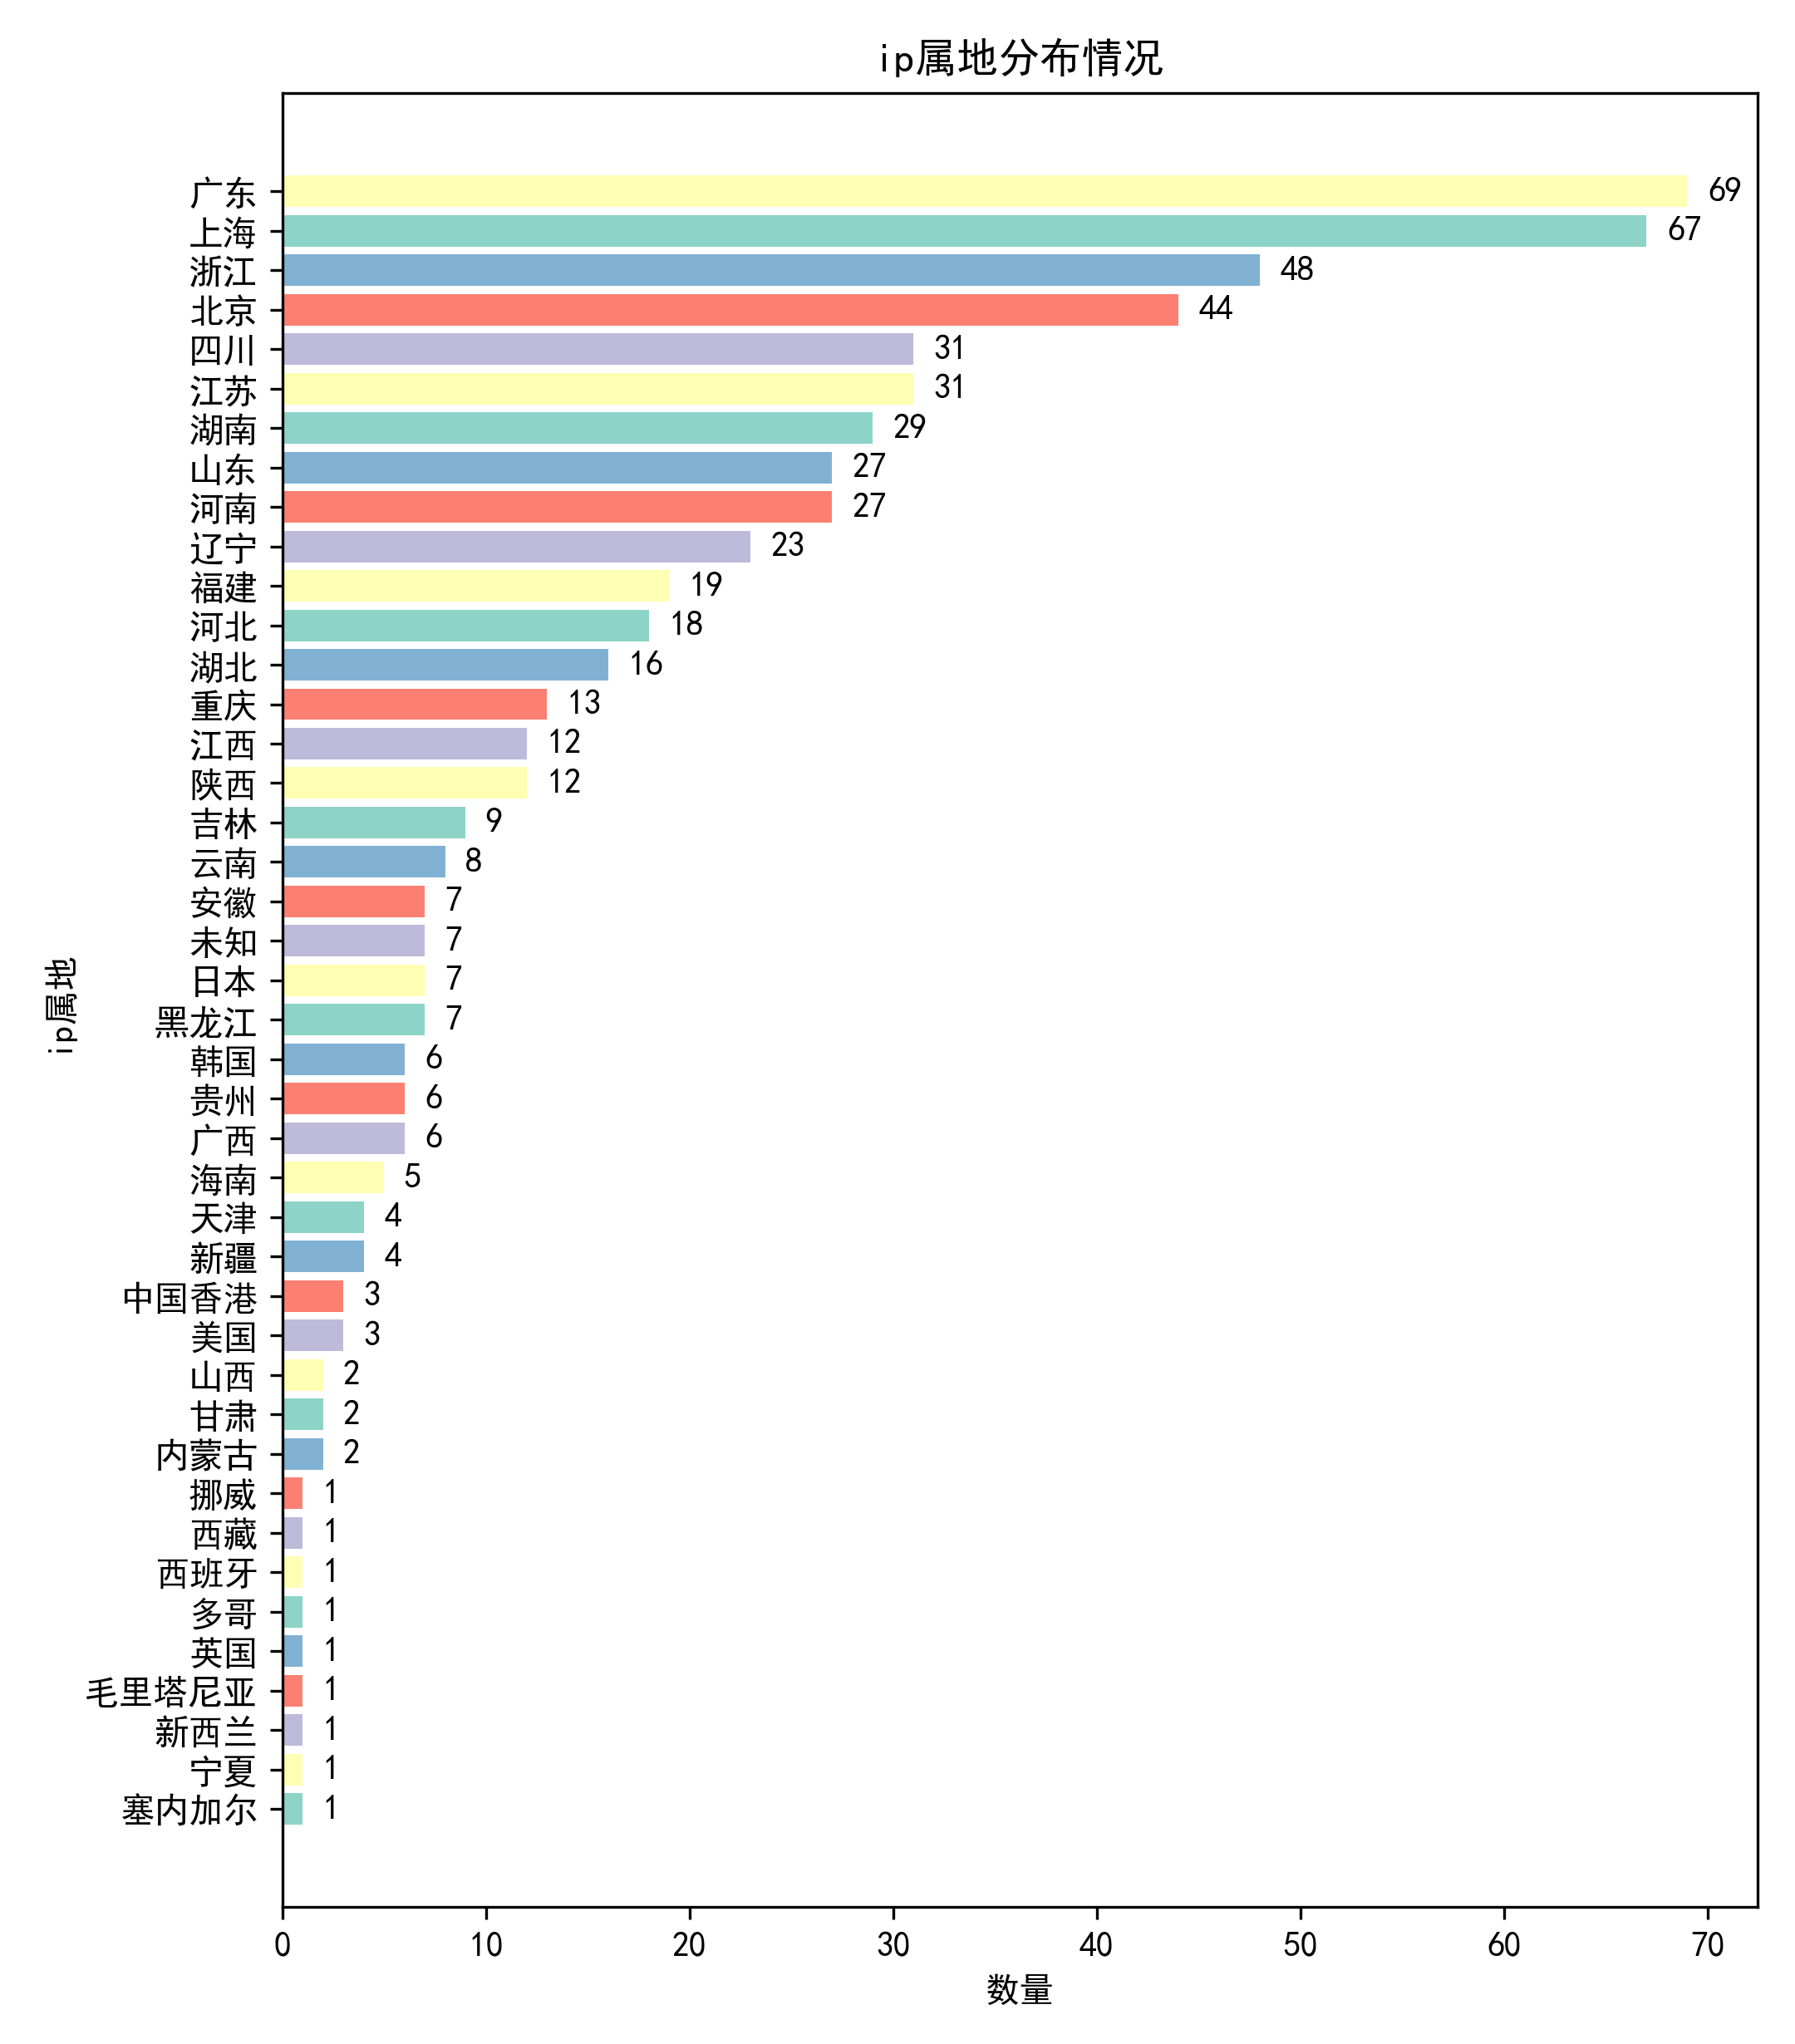 ip属地分布情况
广东 69
上海 67
浙江 48
北京 44
四川 31
江苏 31
湖南 29
山东 27
河南 27
辽宁 23
福建 19
河北 18
湖北 16
重庆 13
江西 12
陕西 12
吉林 9
云南 8
安徽 7
未知 7
日本 7
黑龙江 7
韩国 6
贵州 6
广西 6
海南 5
天津 4
新疆 4
中国香港 3
美国 3
山西 2
甘肃 2
内蒙古 2
挪威 1
西藏 1
西班牙 1
多哥 1
英国 1
毛里塔尼亚 1
新西兰 1
宁夏 1
塞内加尔 1
ip属地
0 10 20 30 40 50 60 70
数量